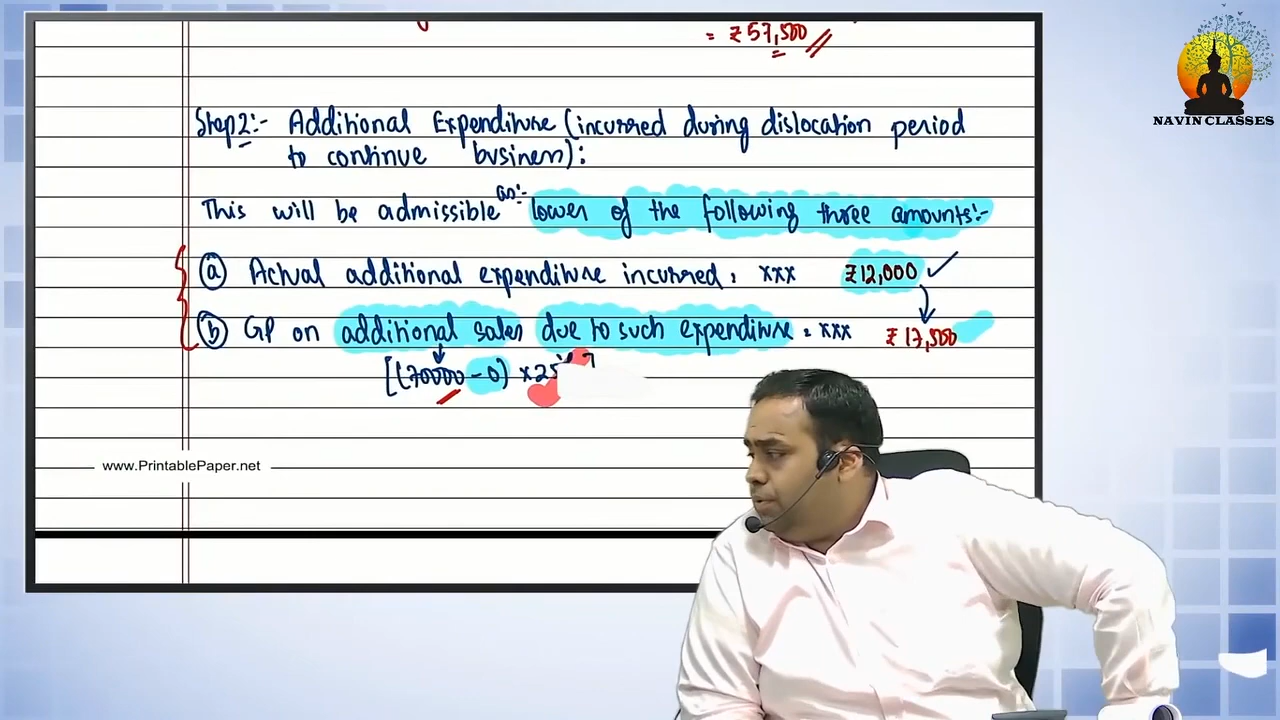 = ₹57,500
NAVIN CLASSES
Step2:- Additional Expenditure (incurred during dislocation period
to continue business):
This will be admissible as:- lower of the following three amounts:-
(a) Actual additional expenditure incurred = xxx ₹12,000 ✓
(b) GP on additional sales due to such expenditure = xxx ₹17,500
[(70000 - 0) x 25
www.PrintablePaper.net